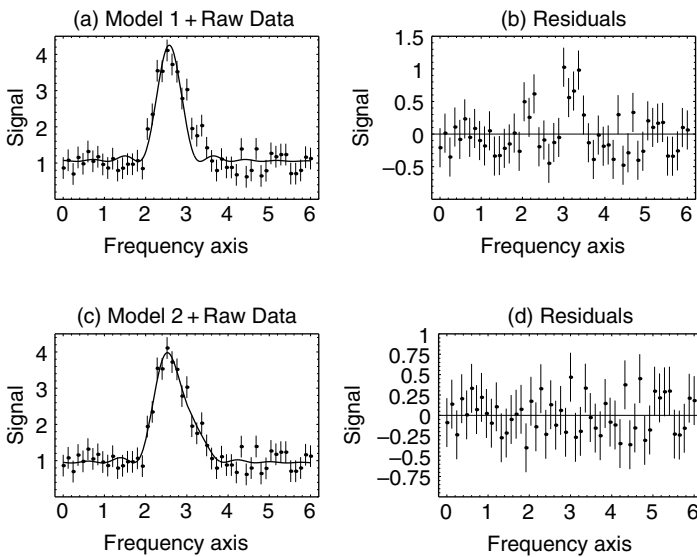 (a) Model 1 + Raw Data
4
3
2
1
Signal
0 1 2 3 4 5 6
Frequency axis
(b) Residuals
1.5
1
0.5
0
−0.5
Signal
0 1 2 3 4 5 6
Frequency axis
(c) Model 2 + Raw Data
4
3
2
1
Signal
0 1 2 3 4 5 6
Frequency axis
(d) Residuals
1
0.75
0.5
0.25
0
−0.25
−0.5
−0.75
Signal
0 1 2 3 4 5 6
Frequency axis